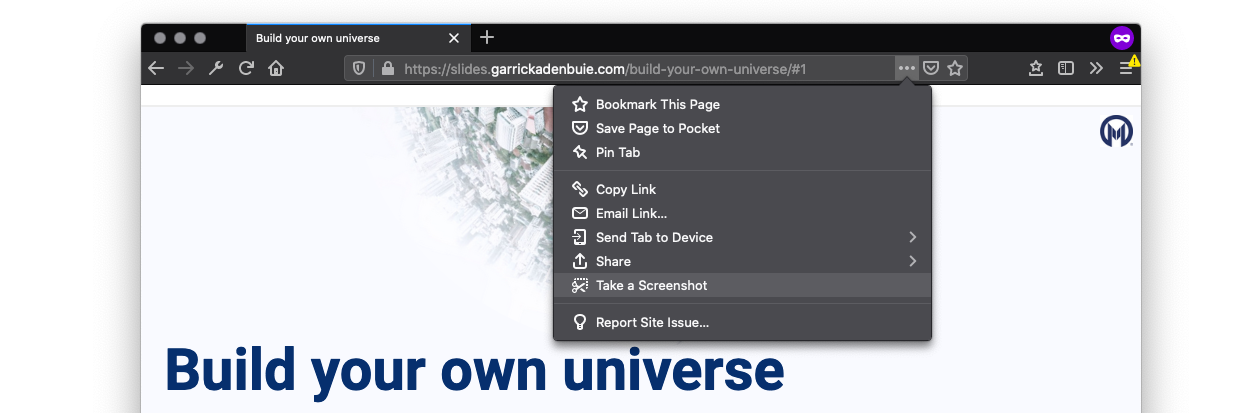 Build your own universe
https://slides.garrickadenbuie.com/build-your-own-universe/#1
Bookmark This Page
Save Page to Pocket
Pin Tab
Copy Link
Email Link...
Send Tab to Device
Share
Take a Screenshot
Report Site Issue...
Build your own universe